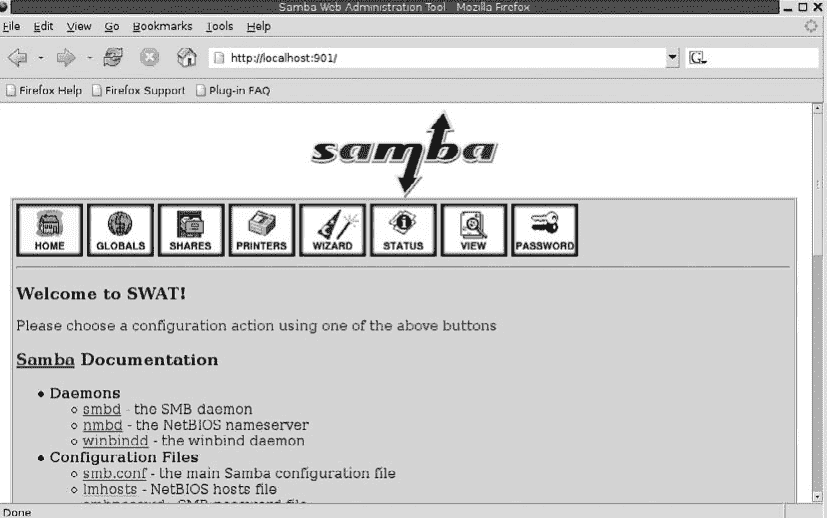 Samba Web Administration Tool - Mozilla Firefox
File Edit View Go Bookmarks Tools Help
http://localhost:901/
G
Firefox Help Firefox Support Plug-in FAQ
samba
HOME GLOBALS SHARES PRINTERS WIZARD STATUS VIEW PASSWORD
Welcome to SWAT!
Please choose a configuration action using one of the above buttons
Samba Documentation
Daemons
smbd - the SMB daemon
nmbd - the NetBIOS nameserver
winbindd - the winbind daemon
Configuration Files
smb.conf - the main Samba configuration file
lmhosts - NetBIOS hosts file
Done